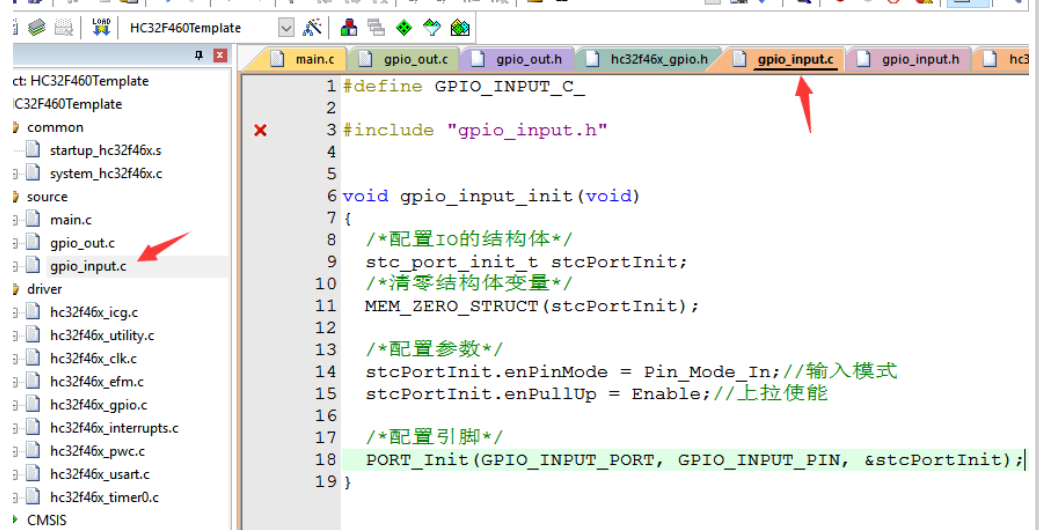 HC32F460Template
main.c gpio_out.c gpio_out.h hc32f46x_gpio.h gpio_input.c gpio_input.h hc3
ct: HC32F460Template
IC32F460Template
common
startup_hc32f46x.s
system_hc32f46x.c
source
main.c
gpio_out.c
gpio_input.c
driver
hc32f46x_icg.c
hc32f46x_utility.c
hc32f46x_clk.c
hc32f46x_efm.c
hc32f46x_gpio.c
hc32f46x_interrupts.c
hc32f46x_pwc.c
hc32f46x_usart.c
hc32f46x_timer0.c
CMSIS
1 #define GPIO_INPUT_C_
2
3 #include "gpio_input.h"
4
5
6 void gpio_input_init(void)
7 {
8 /*配置IO的结构体*/
9 stc_port_init_t stcPortInit;
10 /*清零结构体变量*/
11 MEM_ZERO_STRUCT(stcPortInit);
12
13 /*配置参数*/
14 stcPortInit.enPinMode = Pin_Mode_In;//输入模式
15 stcPortInit.enPullUp = Enable;//上拉使能
16
17 /*配置引脚*/
18 PORT_Init(GPIO_INPUT_PORT, GPIO_INPUT_PIN, &stcPortInit);
19 }